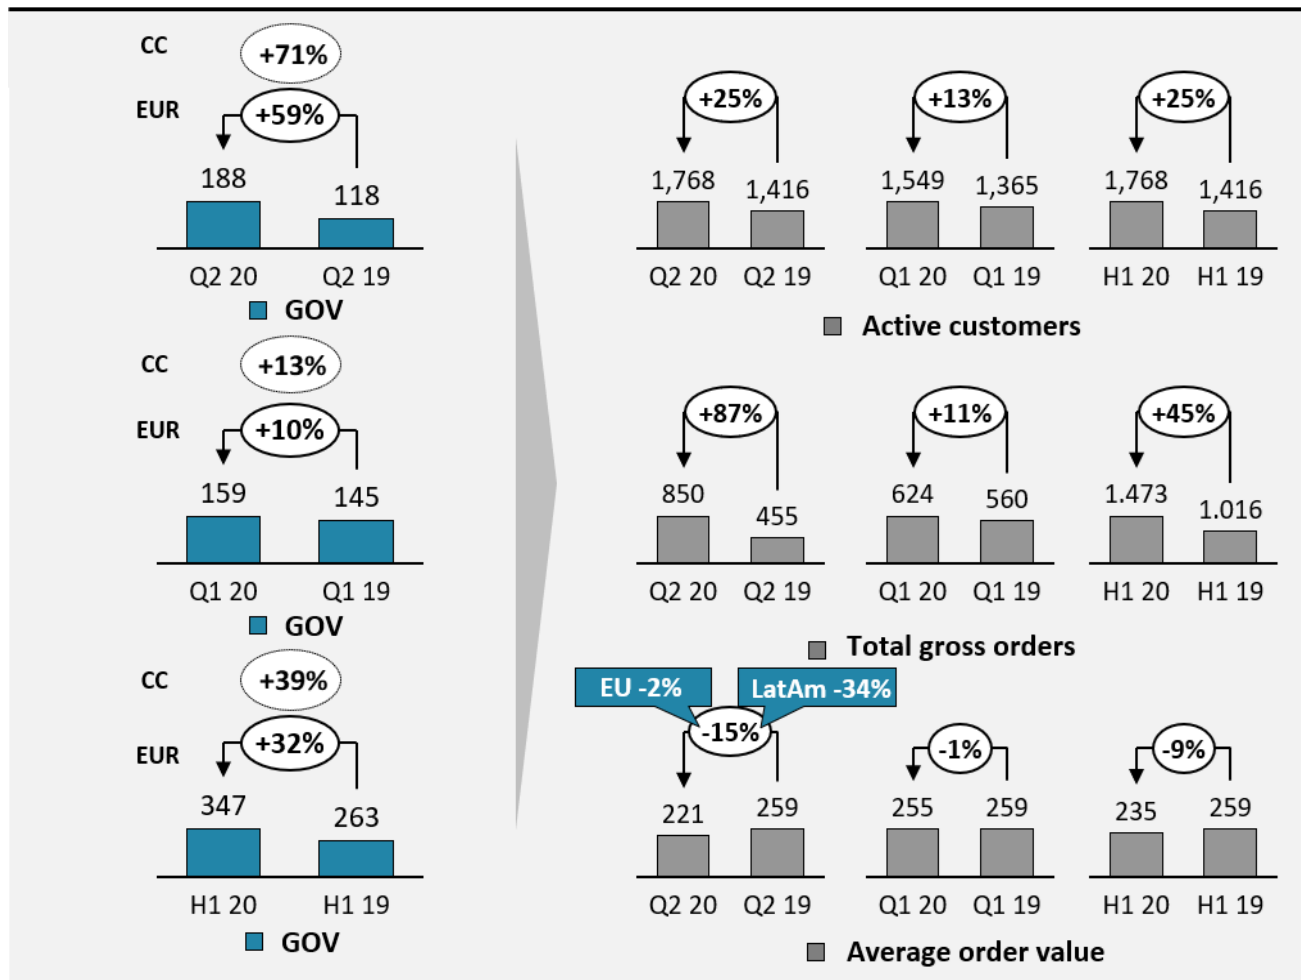 CC
+71%
EUR
+59%
188
118
Q2 20
Q2 19
GOV
CC
+13%
EUR
+10%
159
145
Q1 20
Q1 19
GOV
CC
+39%
EUR
+32%
347
263
H1 20
H1 19
GOV
+25%
+13%
+25%
1,768
1,416
1,549
1,365
1,768
1,416
Q2 20
Q2 19
Q1 20
Q1 19
H1 20
H1 19
Active customers
+87%
+11%
+45%
850
455
624
560
1.473
1.016
Q2 20
Q2 19
Q1 20
Q1 19
H1 20
H1 19
Total gross orders
EU -2%
LatAm -34%
-15%
-1%
-9%
221
259
255
259
235
259
Q2 20
Q2 19
Q1 20
Q1 19
H1 20
H1 19
Average order value